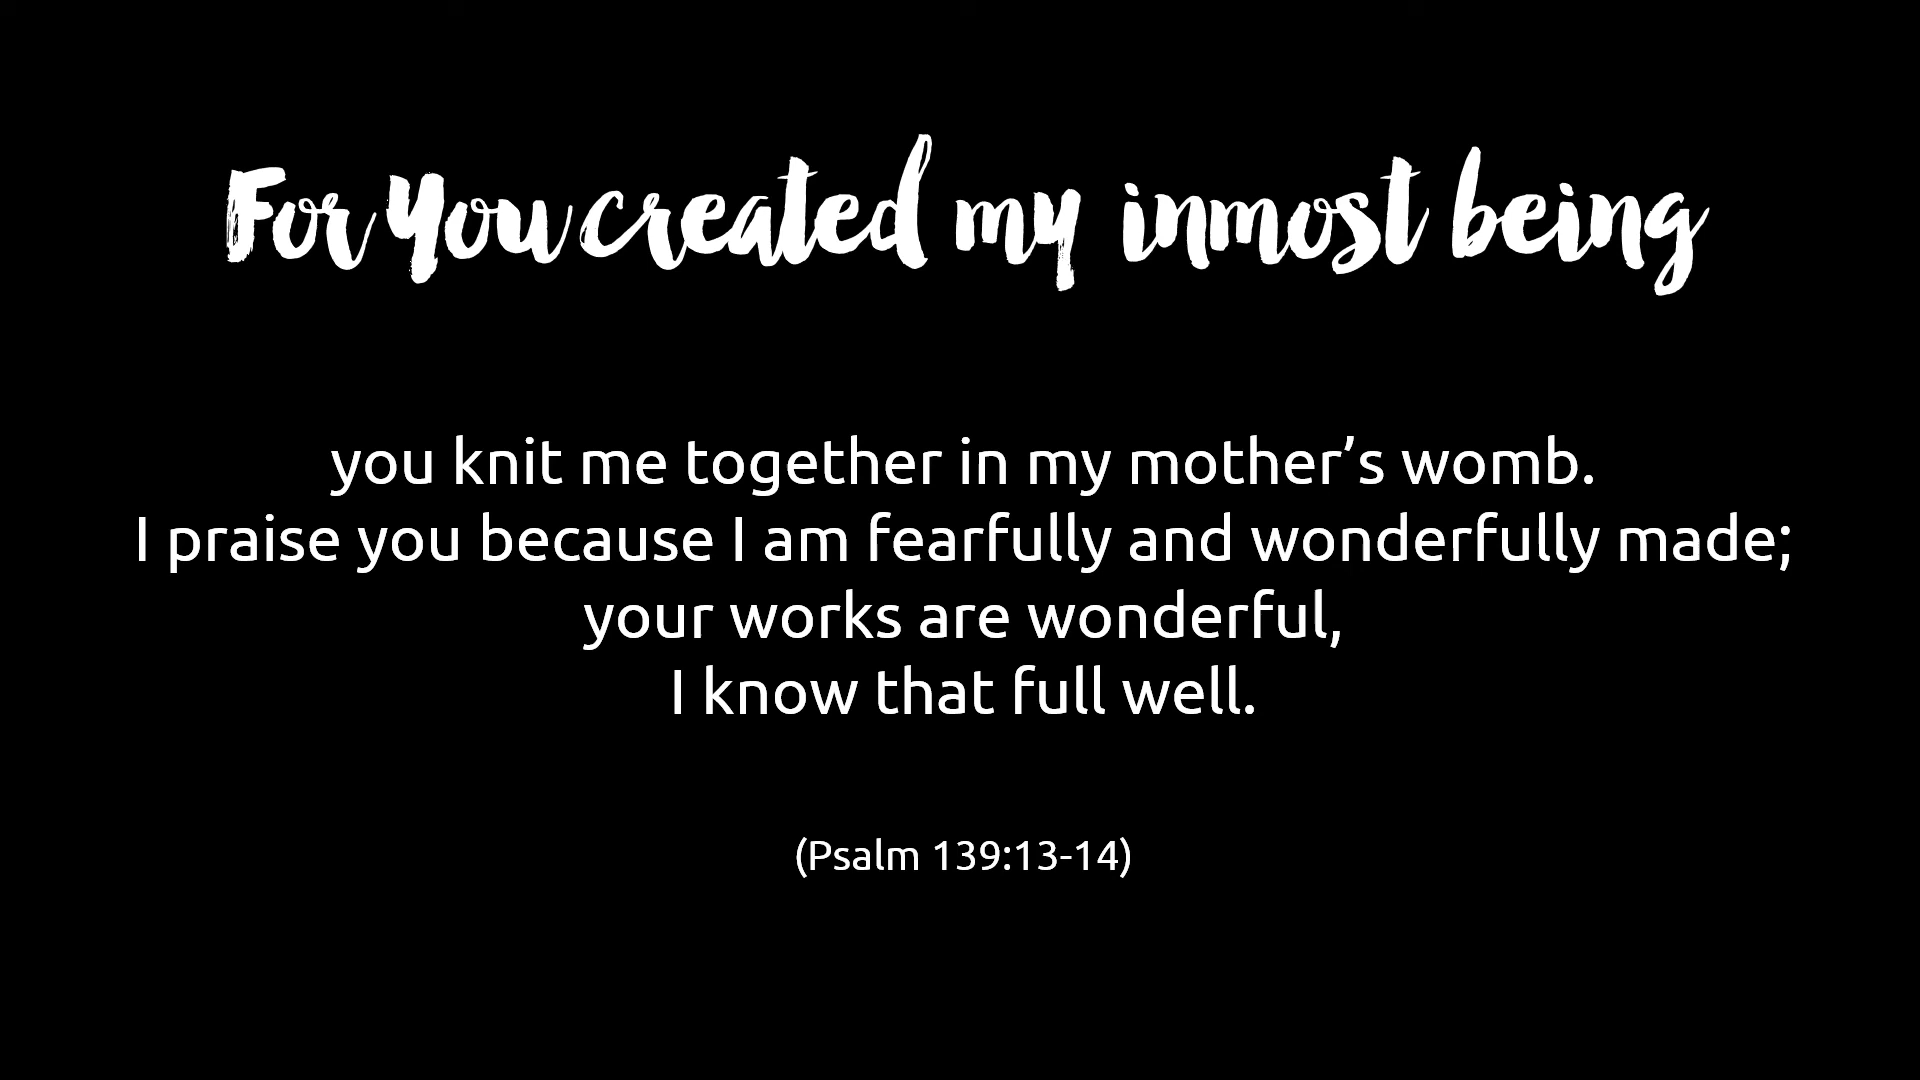 For You created my inmost being
you knit me together in my mother’s womb.
I praise you because I am fearfully and wonderfully made;
your works are wonderful,
I know that full well.
(Psalm 139:13-14)